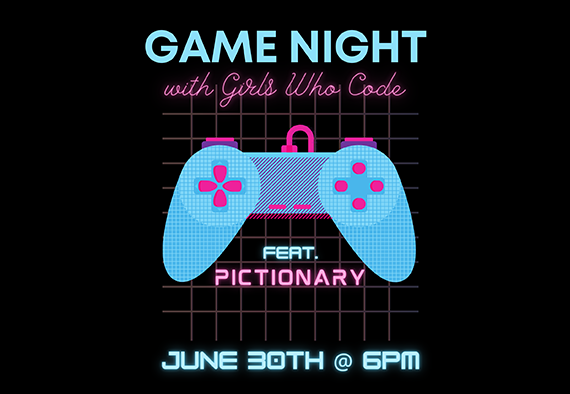 GAME NIGHT
with Girls Who Code
FEAT.
PICTIONARY
JUNE 30TH @ 6PM